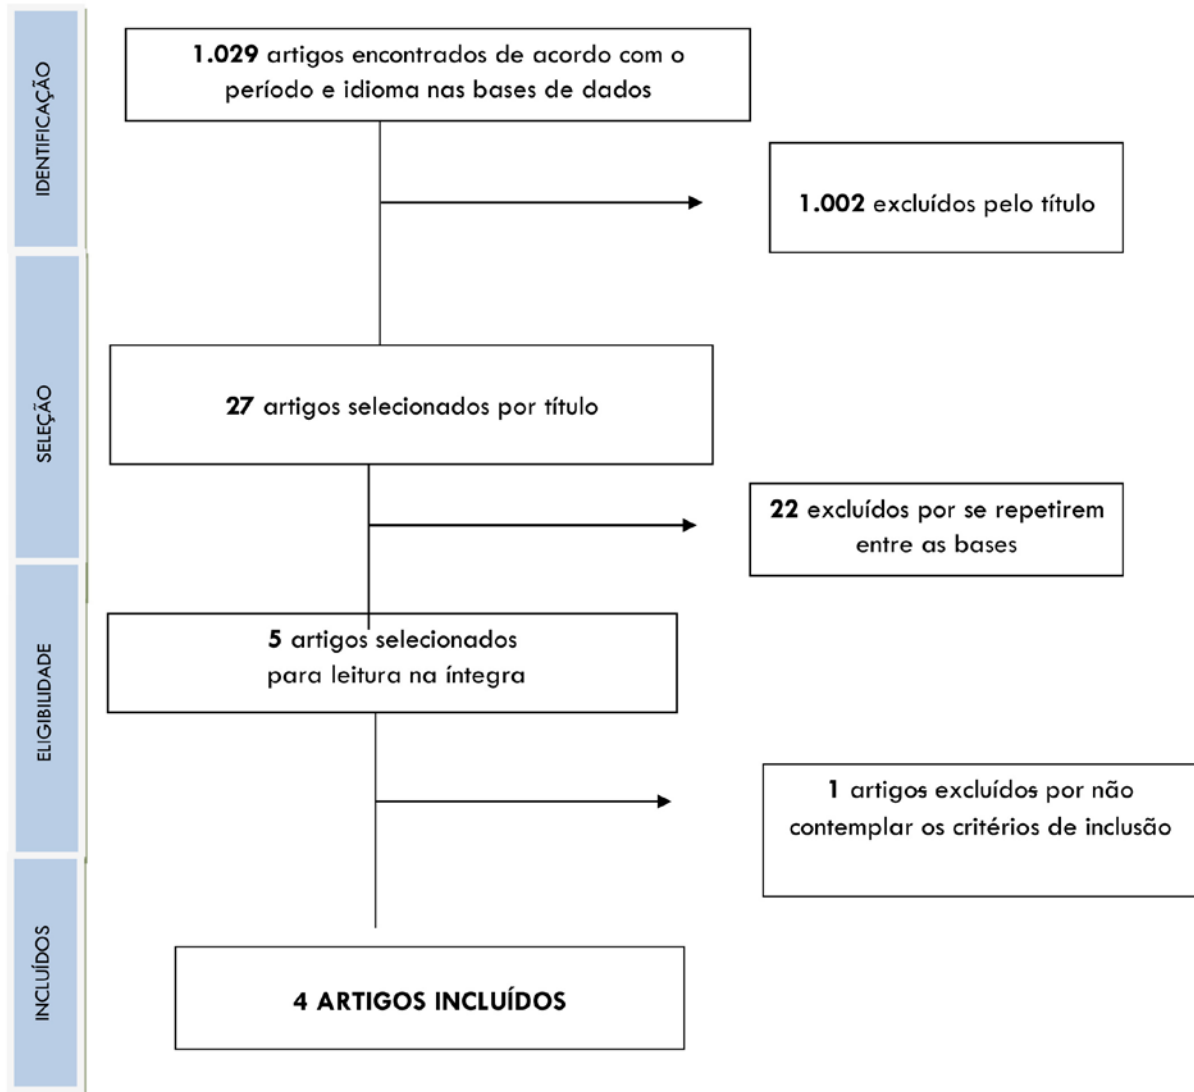 IDENTIFICAÇÃO
1.029 artigos encontrados de acordo com o
período e idioma nas bases de dados
1.002 excluídos pelo título
SELEÇÃO
27 artigos selecionados por título
22 excluídos por se repetirem
entre as bases
ELIGIBILIDADE
5 artigos selecionados
para leitura na íntegra
1 artigos excluídos por não
contemplar os critérios de inclusão
INCLUÍDOS
4 ARTIGOS INCLUÍDOS